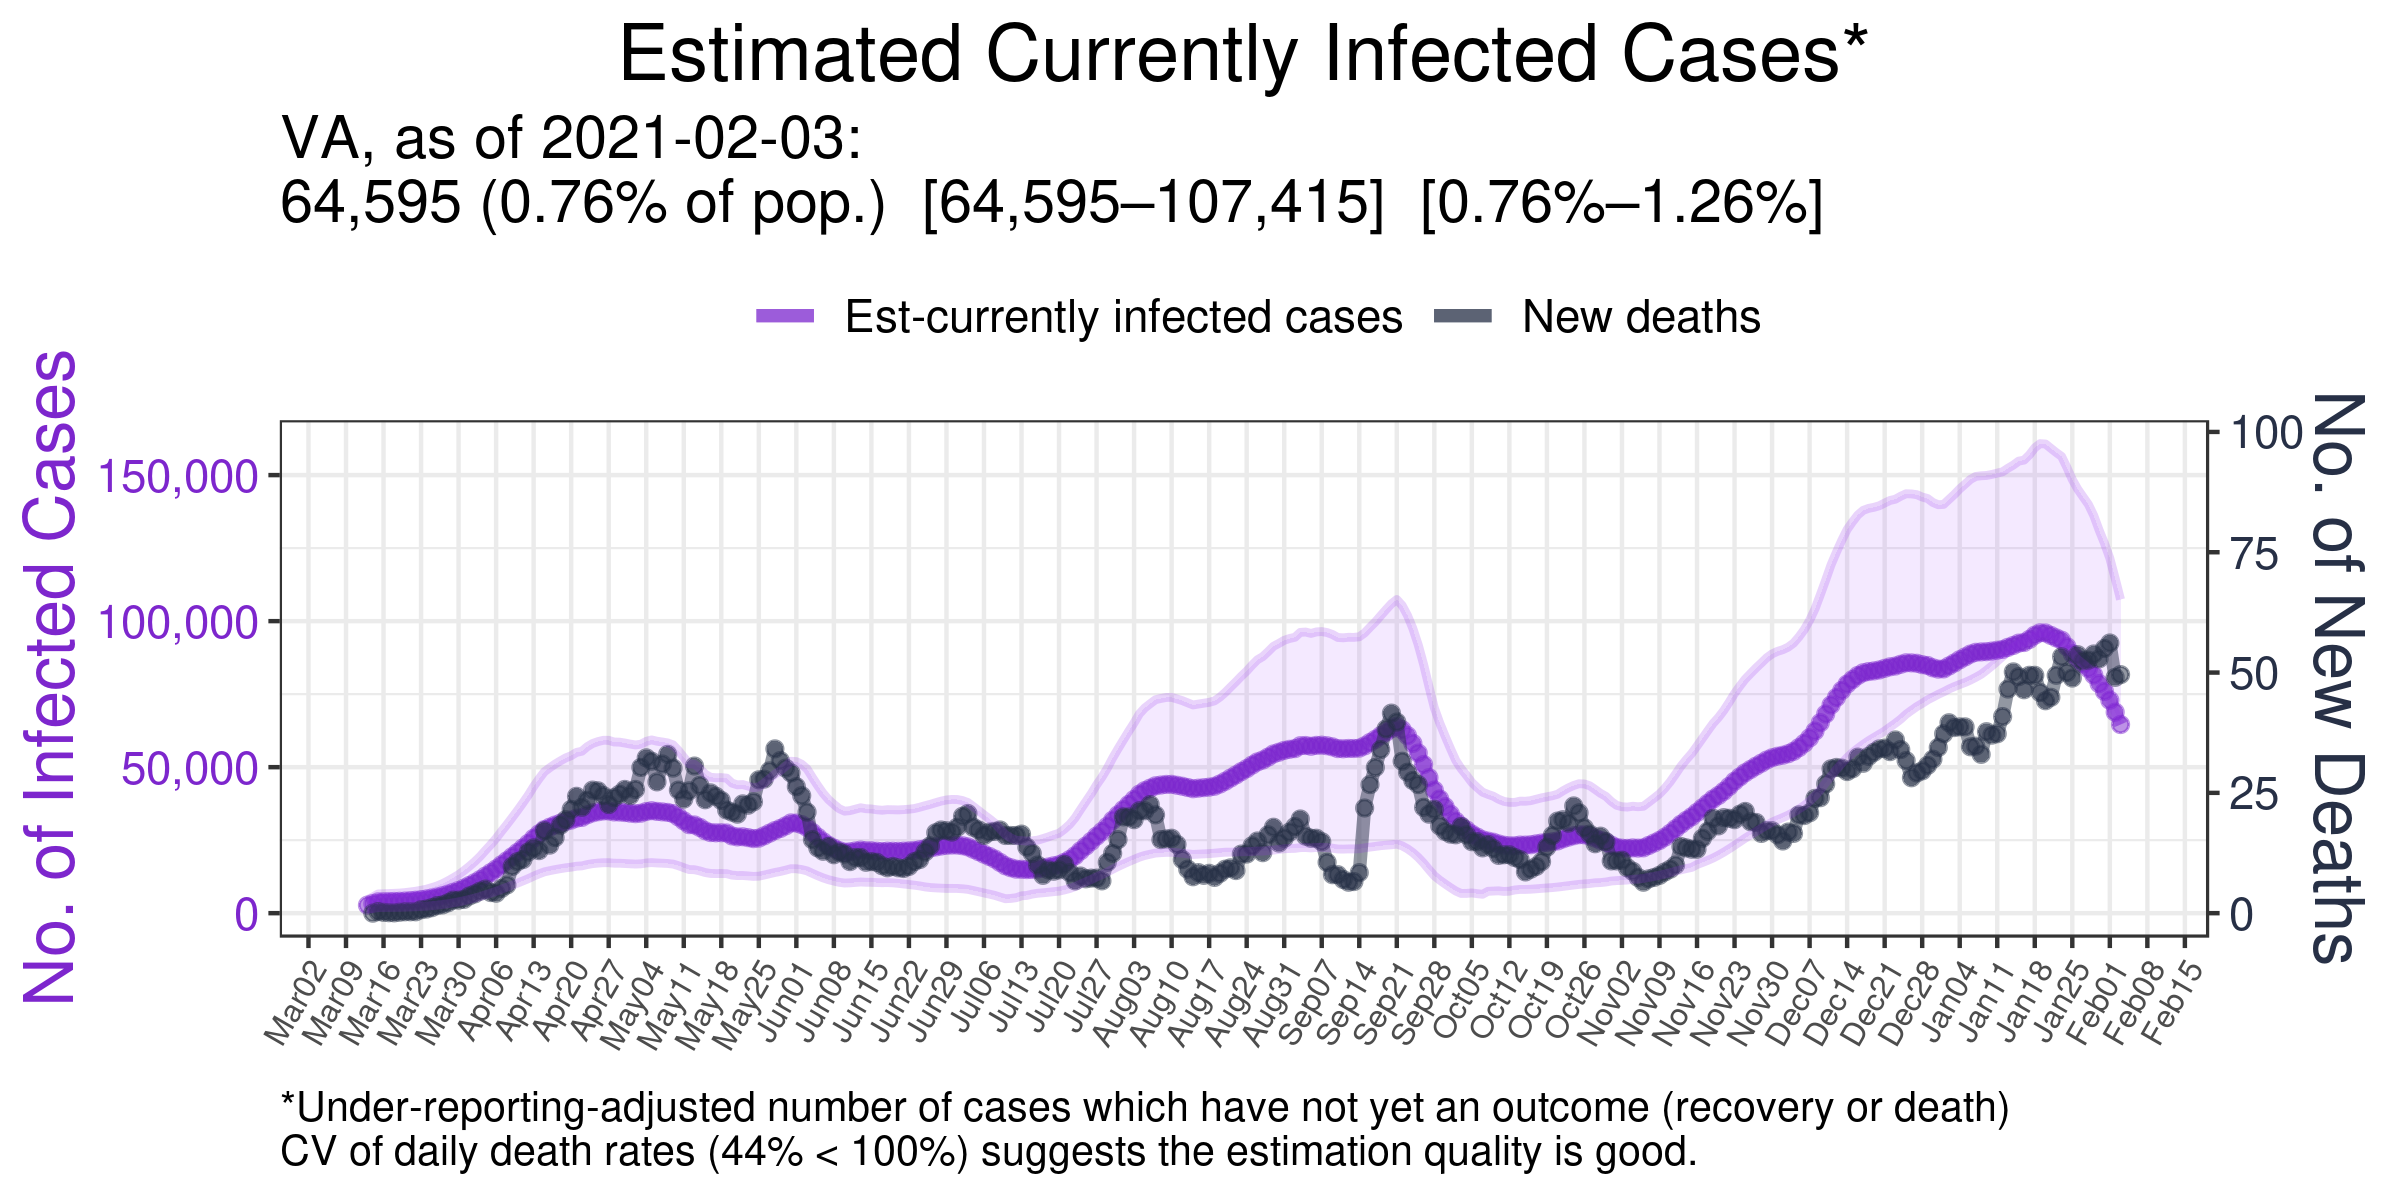 Estimated Currently Infected Cases*
VA, as of 2021-02-03:
64,595 (0.76% of pop.)  [64,595–107,415]  [0.76%–1.26%]
Est-currently infected cases
New deaths
No. of Infected Cases
150,000
100,000
50,000
0
100
75
50
25
0
No. of New Deaths
Mar02
Mar09
Mar16
Mar23
Mar30
Apr06
Apr13
Apr20
Apr27
May04
May11
May18
May25
Jun01
Jun08
Jun15
Jun22
Jun29
Jul06
Jul13
Jul20
Jul27
Aug03
Aug10
Aug17
Aug24
Aug31
Sep07
Sep14
Sep21
Sep28
Oct05
Oct12
Oct19
Oct26
Nov02
Nov09
Nov16
Nov23
Nov30
Dec07
Dec14
Dec21
Dec28
Jan04
Jan11
Jan18
Jan25
Feb01
Feb08
Feb15
*Under-reporting-adjusted number of cases which have not yet an outcome (recovery or death)
CV of daily death rates (44% < 100%) suggests the estimation quality is good.